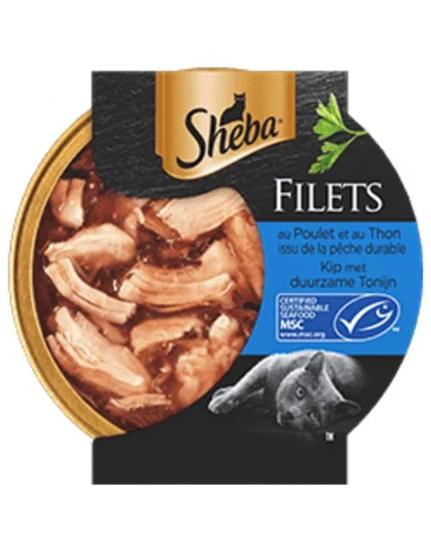 Sheba®
FILETS
au Poulet et au Thon
issu de la pêche durable
Kip met
duurzame Tonijn
CERTIFIED
SUSTAINABLE
SEAFOOD
MSC
www.msc.org